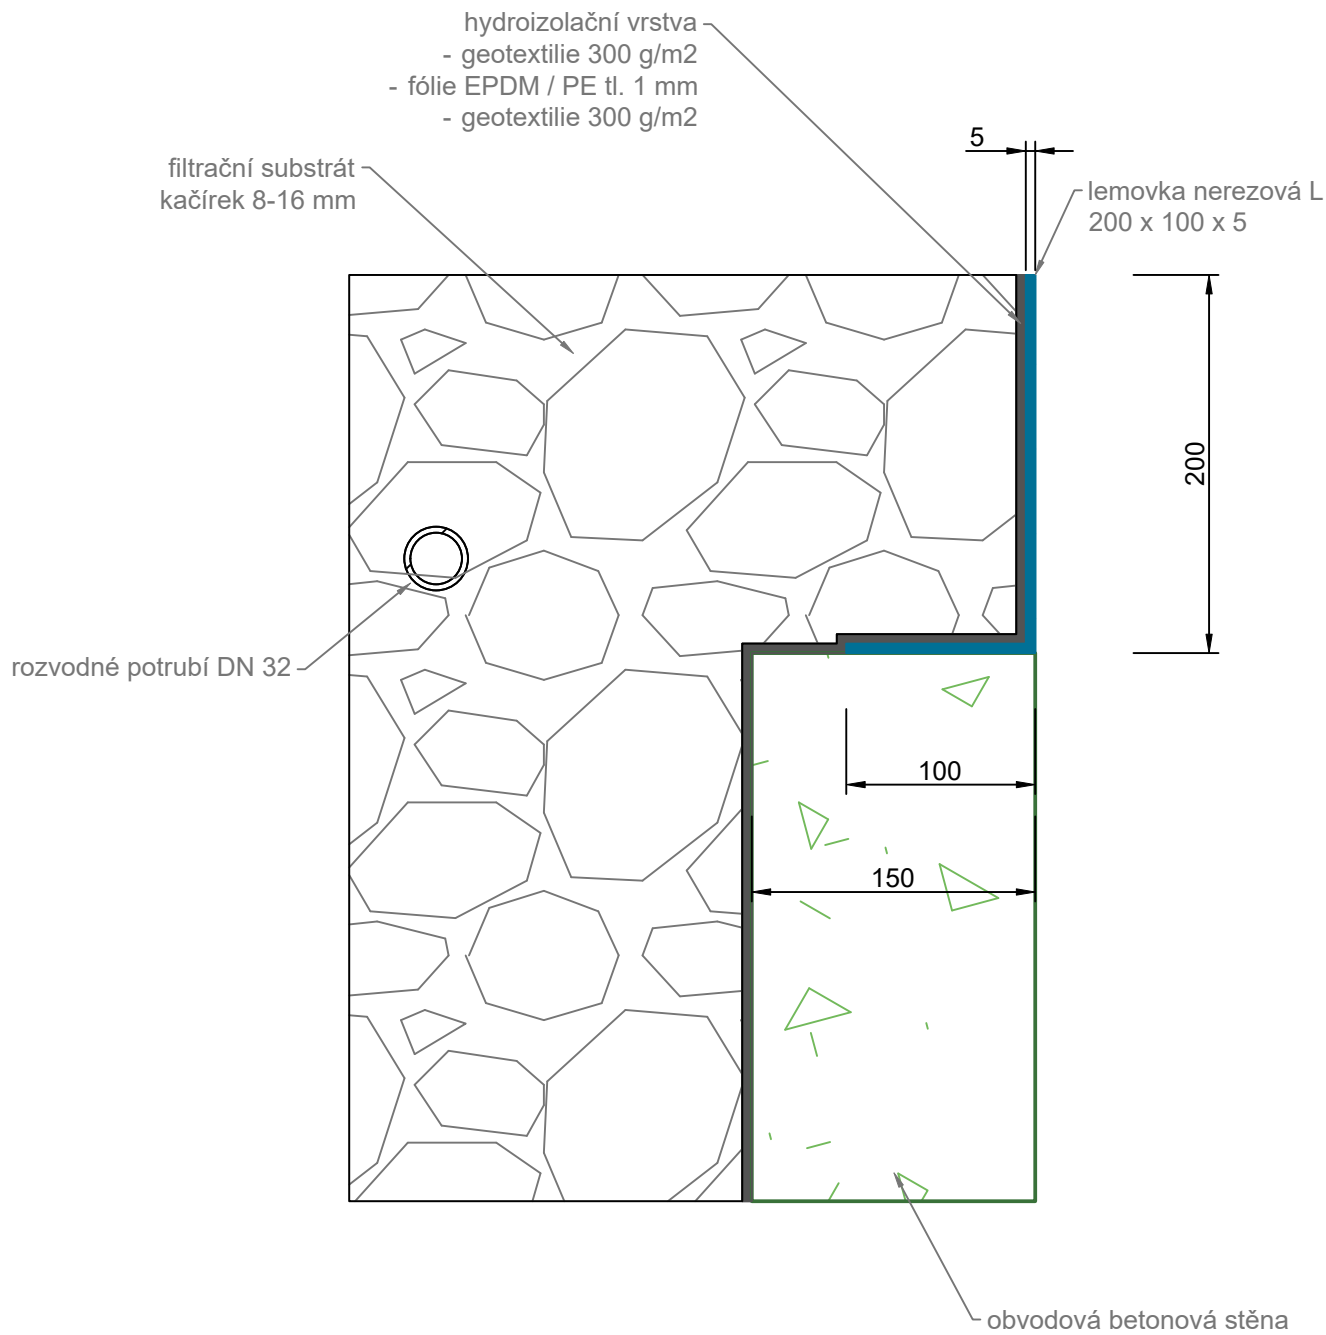 hydroizolační vrstva
- geotextilie 300 g/m2
- fólie EPDM / PE tl. 1 mm
- geotextilie 300 g/m2
5
filtrační substrát
kačírek 8-16 mm
lemovka nerezová L
200 x 100 x 5
200
rozvodné potrubí DN 32
100
150
obvodová betonová stěna